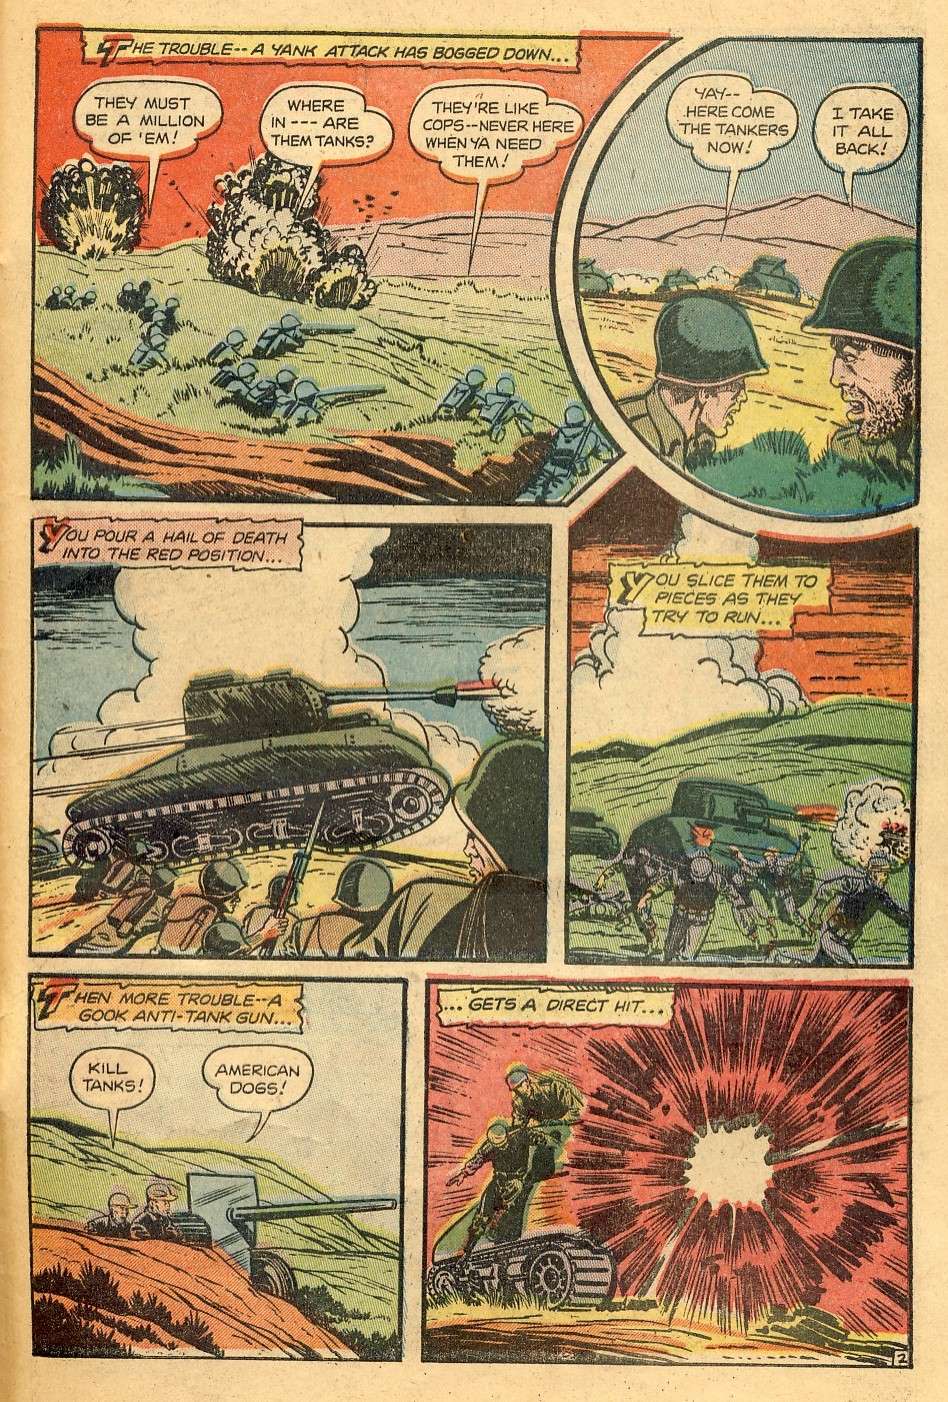 THE TROUBLE-- A YANK ATTACK HAS BOGGED DOWN...
THEY MUST
BE A MILLION
OF 'EM!
WHERE
IN --- ARE
THEM TANKS?
THEY'RE LIKE
COPS--NEVER HERE
WHEN YA NEED
THEM!
YAY--
HERE COME
THE TANKERS
NOW!
I TAKE
IT ALL
BACK!
YOU POUR A HAIL OF DEATH
INTO THE RED POSITION...
YOU SLICE THEM TO
PIECES AS THEY
TRY TO RUN...
THEN MORE TROUBLE--A
GOOK ANTI-TANK GUN...
KILL
TANKS!
AMERICAN
DOGS!
...GETS A DIRECT HIT...
2